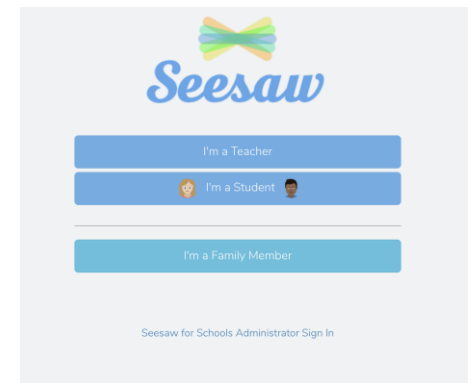 Seesaw
I'm a Teacher
I'm a Student
I'm a Family Member
Seesaw for Schools Administrator Sign In